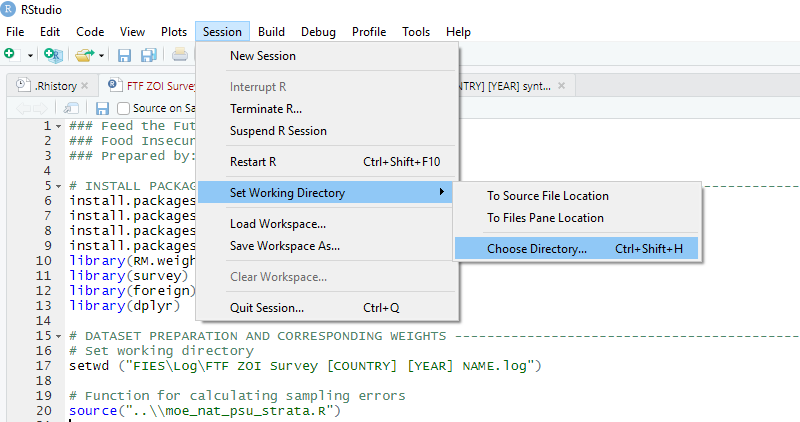 RStudio
File Edit Code View Plots Session Build Debug Profile Tools Help
New Session
Interrupt R
Terminate R...
Suspend R Session
Restart R Ctrl+Shift+F10
Set Working Directory
Load Workspace...
Save Workspace As...
Clear Workspace...
Quit Session... Ctrl+Q
To Source File Location
To Files Pane Location
Choose Directory... Ctrl+Shift+H
.Rhistory FTF ZOI Survey [YEAR] synt...
Source on Sa
1 ### Feed the Fut
2 ### Food Insecur
3 ### Prepared by:
4
5 # INSTALL PACKAG
6 install.packages
7 install.packages
8 install.packages
9 install.packages
10 library(RM.weigh
11 library(survey)
12 library(foreign)
13 library(dplyr)
14
15 # DATASET PREPARATION AND CORRESPONDING WEIGHTS ------------------------------------
16 # Set working directory
17 setwd ("FIES\Log\FTF ZOI Survey [COUNTRY] [YEAR] NAME.log")
18
19 # Function for calculating sampling errors
20 source("..\\moe_nat_psu_strata.R")